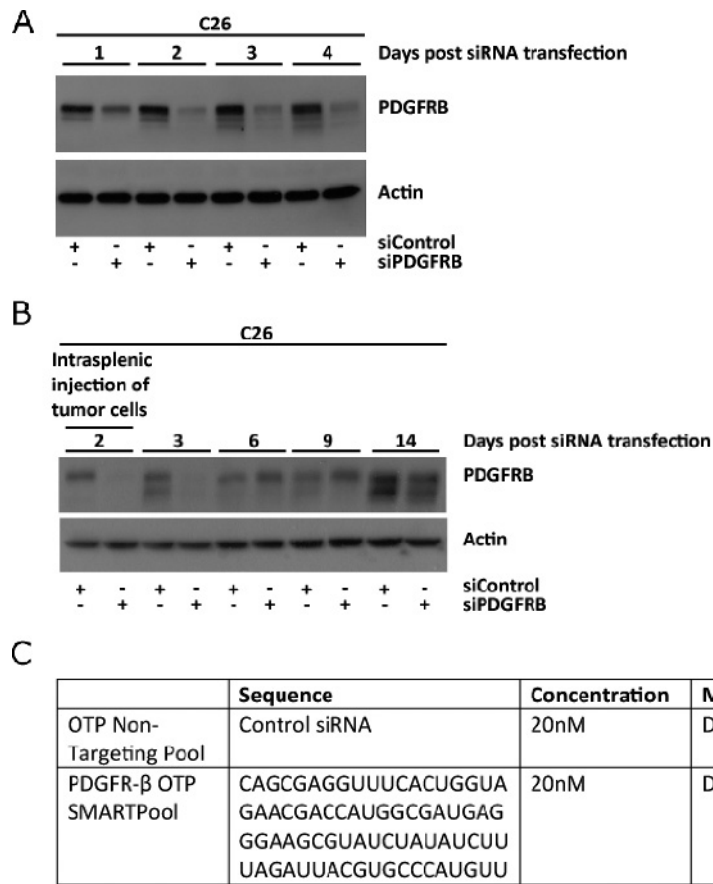 A
C26
1 2 3 4 Days post siRNA transfection
PDGFRB
Actin
+ - + - + - + - siControl
- + - + - + - + siPDGFRB
B
C26
Intrasplenic
injection of
tumor cells
2 3 6 9 14 Days post siRNA transfection
PDGFRB
Actin
+ - + - + - + - + - siControl
- + - + - + - + - + siPDGFRB
C
Sequence Concentration M
OTP Non- Control siRNA 20nM D
Targeting Pool
PDGFR-β OTP CAGCGAGGUUUCACUGGUA 20nM D
SMARTPool GAACGACCAUGGCGAUGAG
GGAAGCGUAUCUAUAUCUU
UAGAUUACGUGCCCAUGUU